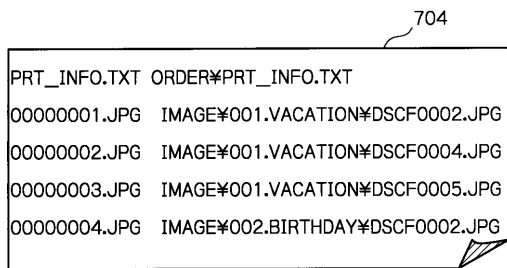 704
PRT_INFO.TXT ORDER¥PRT_INFO.TXT
00000001.JPG IMAGE¥001.VACATION¥DSCF0002.JPG
00000002.JPG IMAGE¥001.VACATION¥DSCF0004.JPG
00000003.JPG IMAGE¥001.VACATION¥DSCF0005.JPG
00000004.JPG IMAGE¥002.BIRTHDAY¥DSCF0002.JPG